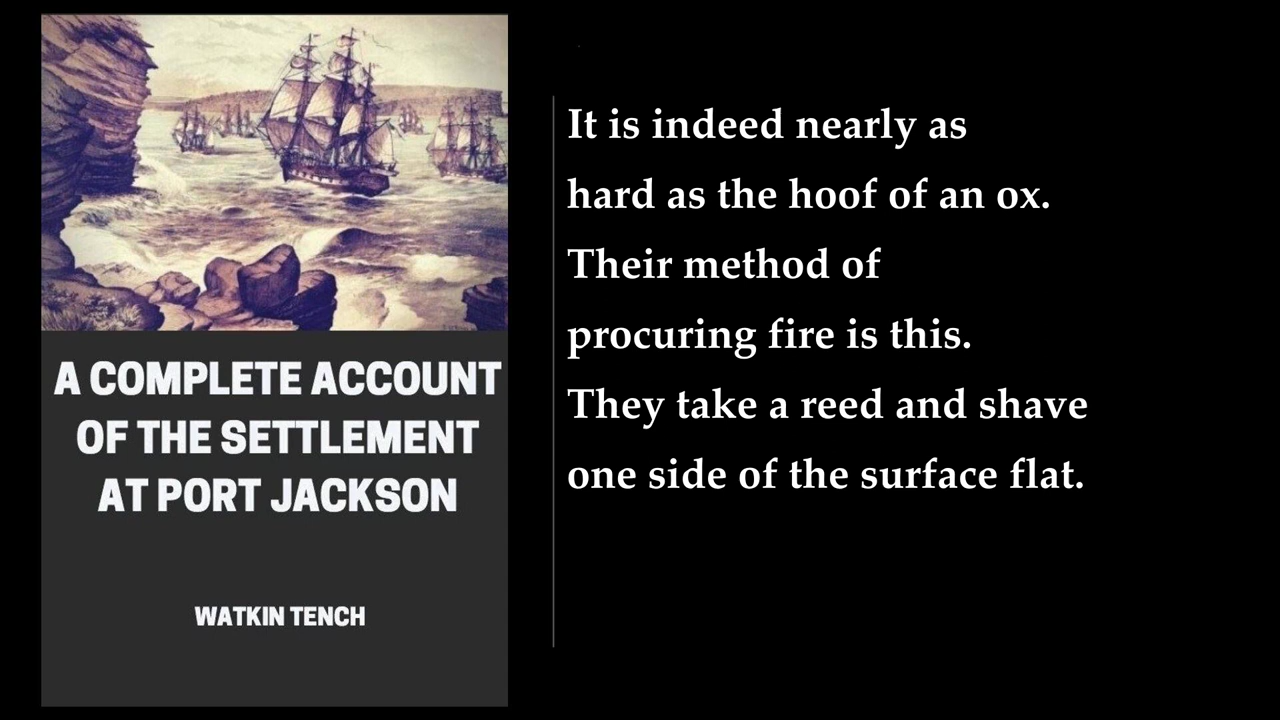 A COMPLETE ACCOUNT
OF THE SETTLEMENT
AT PORT JACKSON
WATKIN TENCH
It is indeed nearly as
hard as the hoof of an ox.
Their method of
procuring fire is this.
They take a reed and shave
one side of the surface flat.